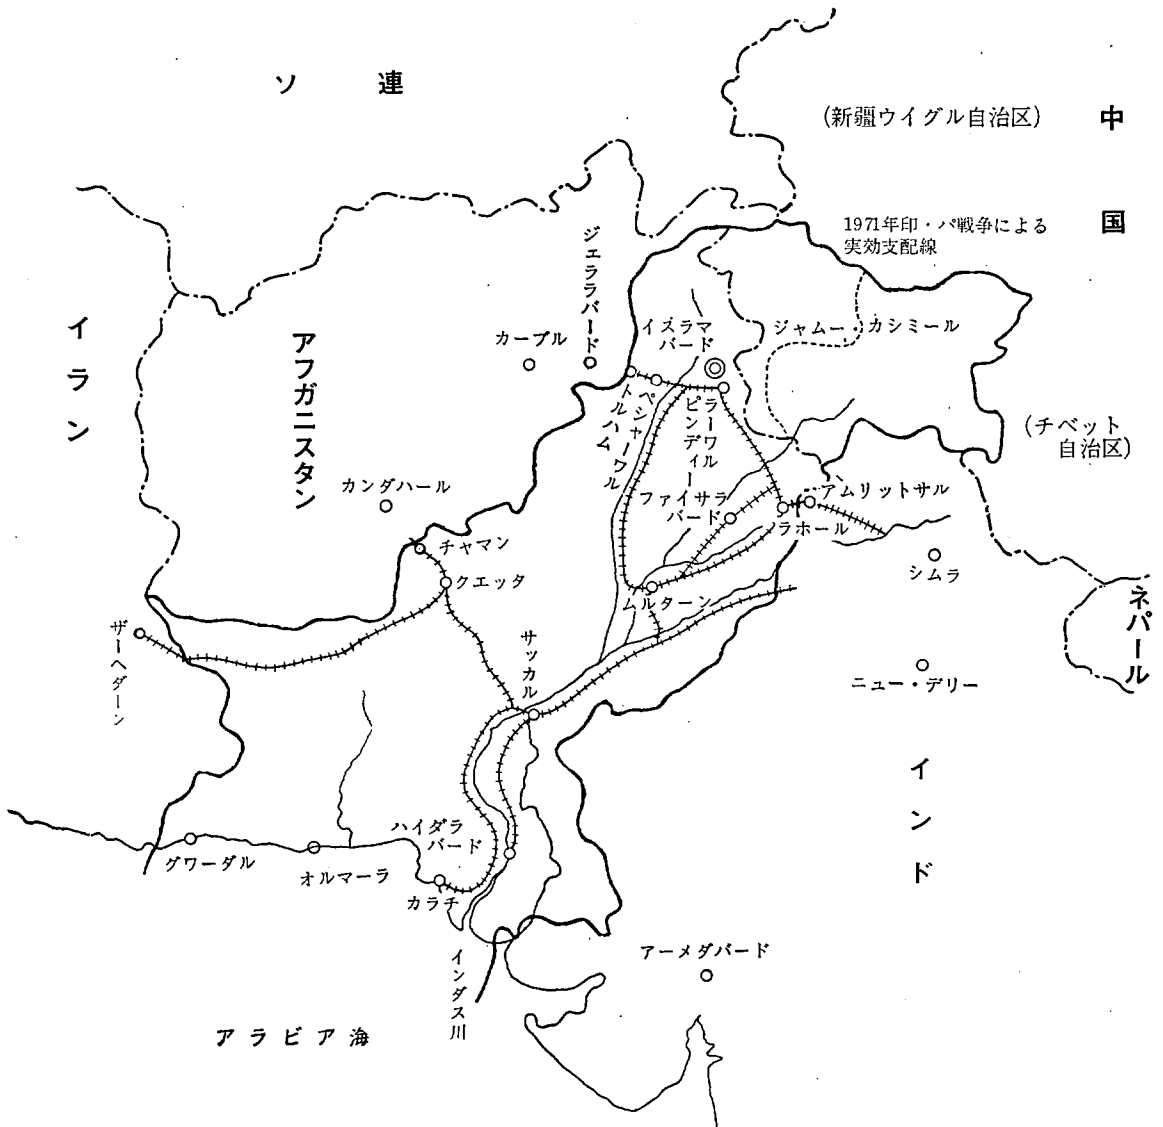 ソ連
(新疆ウイグル自治区)
中国
1971年印・パ戦争による
実効支配線
ジェララバード
イラン
アフガニスタン
カーブル
イズラマ
バード
ジャムー・カシミール
トルハム
ペシャーワル
ラーワル
ピンディー
(チベット
自治区)
カンダハール
ファイサラ
バード
アムリットサル
ラホール
チャマン
クエッタ
シムラ
ムルターン
ネパール
ザーヘダーン
サッカル
ニュー・デリー
インド
ハイダラ
バード
グワーダル
オルマーラ
カラチ
インダス川
アーメダバード
アラビア海